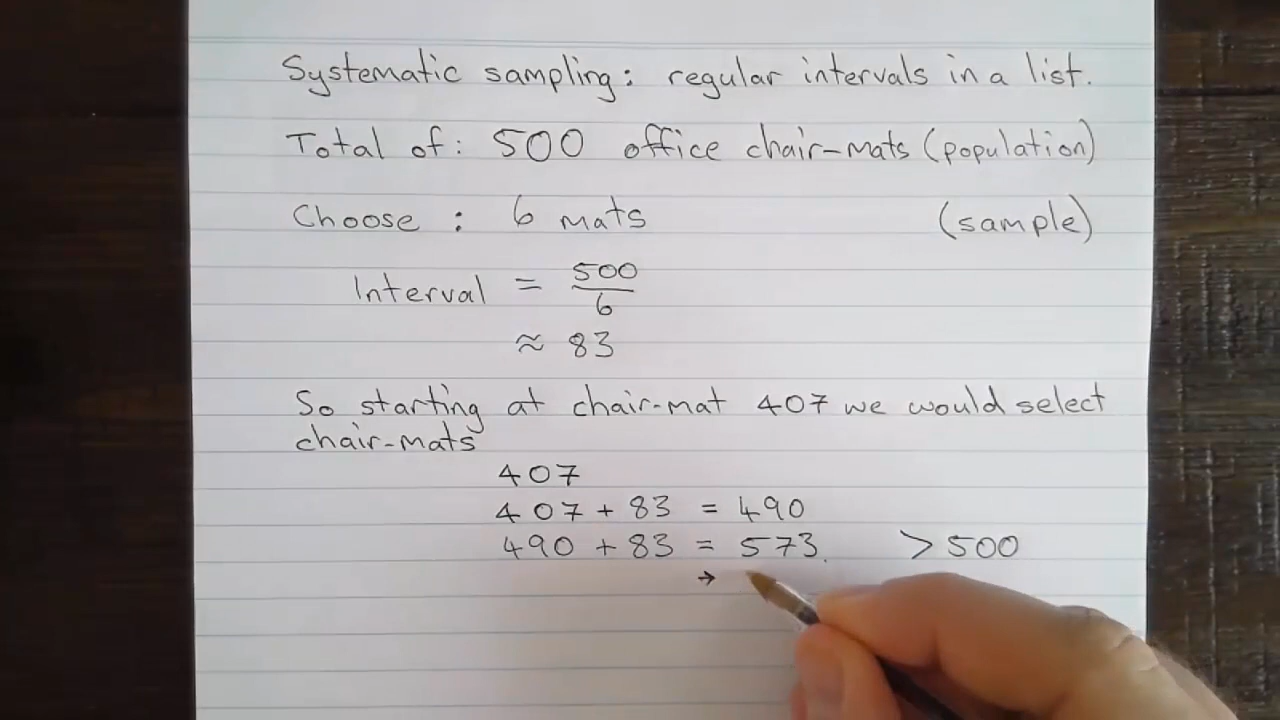 Systematic sampling: regular intervals in a list.
Total of: 500 office chair-mats (population)
Choose: 6 mats (sample)
Interval = 500/6
≈ 83
So starting at chair-mat 407 we would select
chair-mats
407
407 + 83 = 490
490 + 83 = 573. > 500
→